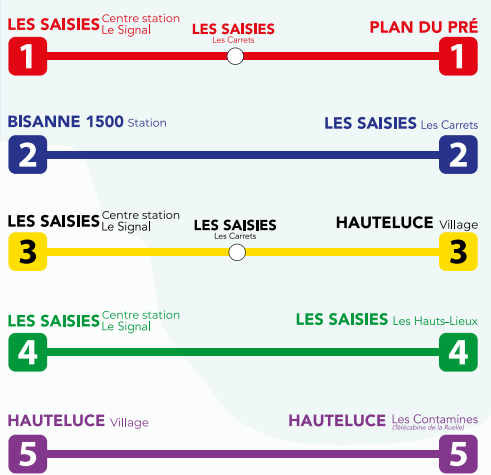 LES SAISIES Centre station
Le Signal
LES SAISIES
Les Carrets
PLAN DU PRÉ
1 1
BISANNE 1500 Station
LES SAISIES Les Carrets
2 2
LES SAISIES Centre station
Le Signal
LES SAISIES
Les Carrets
HAUTELUCE Village
3 3
LES SAISIES Centre station
Le Signal
LES SAISIES Les Hauts-Lieux
4 4
HAUTELUCE Village
HAUTELUCE Les Contamines
(Télécabine de la Ruelle)
5 5